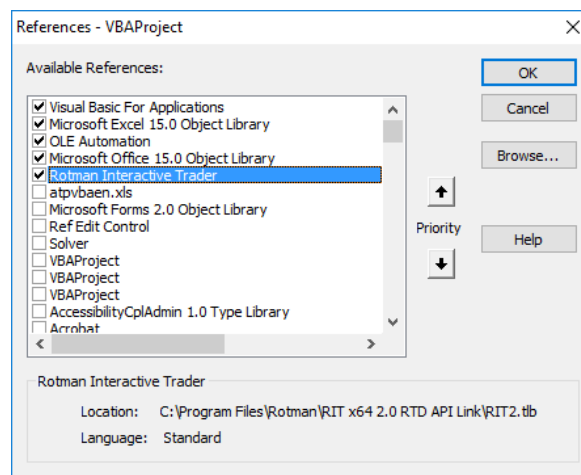 References - VBAProject
Available References:
Visual Basic For Applications
Microsoft Excel 15.0 Object Library
OLE Automation
Microsoft Office 15.0 Object Library
Rotman Interactive Trader
atpvbaen.xls
Microsoft Forms 2.0 Object Library
Ref Edit Control
Solver
VBAProject
VBAProject
VBAProject
AccessibilityCplAdmin 1.0 Type Library
Acrobat
OK
Cancel
Browse...
Priority
Help
Rotman Interactive Trader
Location: C:\Program Files\Rotman\RIT x64 2.0 RTD API Link\RIT2.tlb
Language: Standard